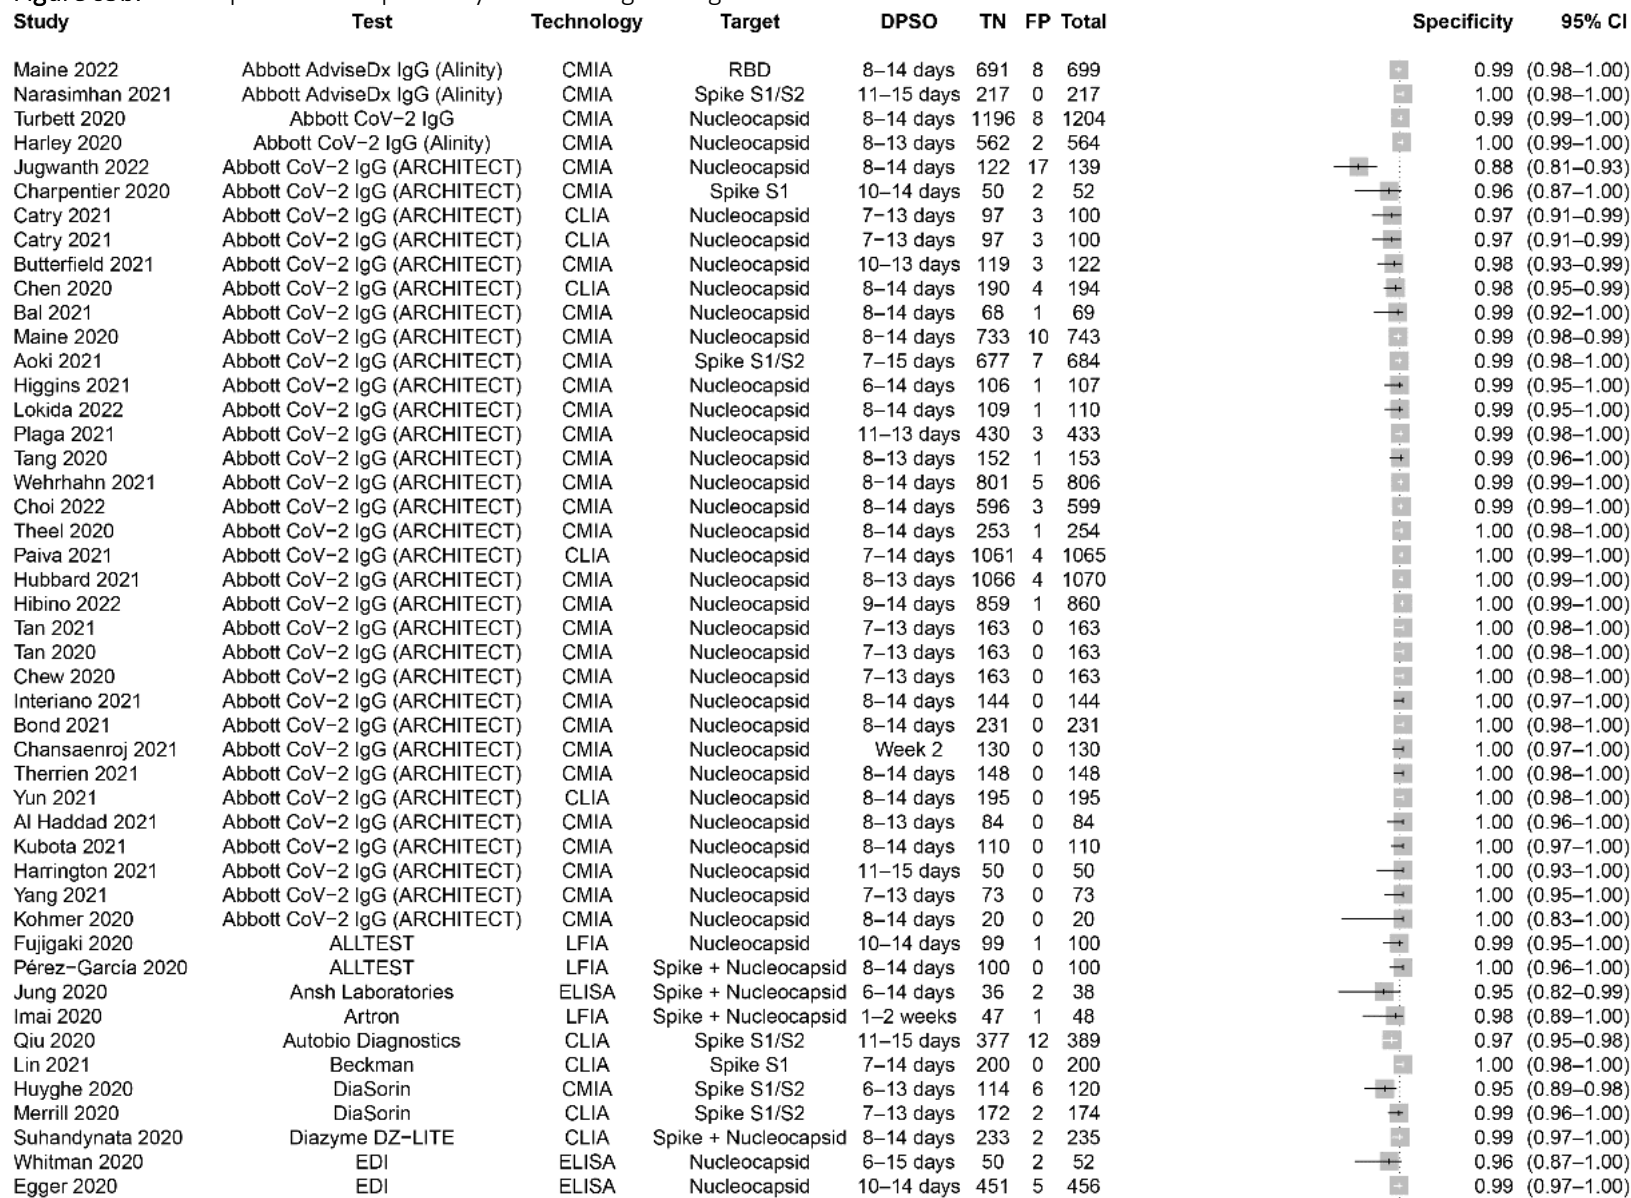 Study Test Technology Target DPSO TN FP Total Specificity 95% CI
Maine 2022 Abbott AdviseDx IgG (Alinity) CMIA RBD 8–14 days 691 8 699 0.99 (0.98–1.00)
Narasimhan 2021 Abbott AdviseDx IgG (Alinity) CMIA Spike S1/S2 11–15 days 217 0 217 1.00 (0.98–1.00)
Turbett 2020 Abbott CoV−2 IgG CMIA Nucleocapsid 8–14 days 1196 8 1204 0.99 (0.99–1.00)
Harley 2020 Abbott CoV−2 IgG (Alinity) CMIA Nucleocapsid 8–13 days 562 2 564 1.00 (0.99–1.00)
Jugwanth 2022 Abbott CoV−2 IgG (ARCHITECT) CMIA Nucleocapsid 8–14 days 122 17 139 0.88 (0.81–0.93)
Charpentier 2020 Abbott CoV−2 IgG (ARCHITECT) CMIA Spike S1 10–14 days 50 2 52 0.96 (0.87–1.00)
Catry 2021 Abbott CoV−2 IgG (ARCHITECT) CLIA Nucleocapsid 7−13 days 97 3 100 0.97 (0.91–0.99)
Catry 2021 Abbott CoV−2 IgG (ARCHITECT) CLIA Nucleocapsid 7−13 days 97 3 100 0.97 (0.91–0.99)
Butterfield 2021 Abbott CoV−2 IgG (ARCHITECT) CMIA Nucleocapsid 10–13 days 119 3 122 0.98 (0.93–0.99)
Chen 2020 Abbott CoV−2 IgG (ARCHITECT) CLIA Nucleocapsid 8–14 days 190 4 194 0.98 (0.95–0.99)
Bal 2021 Abbott CoV−2 IgG (ARCHITECT) CMIA Nucleocapsid 8–14 days 68 1 69 0.99 (0.92–1.00)
Maine 2020 Abbott CoV−2 IgG (ARCHITECT) CMIA Nucleocapsid 8–14 days 733 10 743 0.99 (0.98–0.99)
Aoki 2021 Abbott CoV−2 IgG (ARCHITECT) CMIA Spike S1/S2 7–15 days 677 7 684 0.99 (0.98–1.00)
Higgins 2021 Abbott CoV−2 IgG (ARCHITECT) CMIA Nucleocapsid 6–14 days 106 1 107 0.99 (0.95–1.00)
Lokida 2022 Abbott CoV−2 IgG (ARCHITECT) CMIA Nucleocapsid 8–14 days 109 1 110 0.99 (0.95–1.00)
Plaga 2021 Abbott CoV−2 IgG (ARCHITECT) CMIA Nucleocapsid 11–13 days 430 3 433 0.99 (0.98–1.00)
Tang 2020 Abbott CoV−2 IgG (ARCHITECT) CMIA Nucleocapsid 8–13 days 152 1 153 0.99 (0.96–1.00)
Wehrhahn 2021 Abbott CoV−2 IgG (ARCHITECT) CMIA Nucleocapsid 8–14 days 801 5 806 0.99 (0.99–1.00)
Choi 2022 Abbott CoV−2 IgG (ARCHITECT) CMIA Nucleocapsid 8–14 days 596 3 599 0.99 (0.99–1.00)
Theel 2020 Abbott CoV−2 IgG (ARCHITECT) CMIA Nucleocapsid 8–14 days 253 1 254 1.00 (0.98–1.00)
Paiva 2021 Abbott CoV−2 IgG (ARCHITECT) CLIA Nucleocapsid 7–14 days 1061 4 1065 1.00 (0.99–1.00)
Hubbard 2021 Abbott CoV−2 IgG (ARCHITECT) CMIA Nucleocapsid 8–13 days 1066 4 1070 1.00 (0.99–1.00)
Hibino 2022 Abbott CoV−2 IgG (ARCHITECT) CMIA Nucleocapsid 9–14 days 859 1 860 1.00 (0.99–1.00)
Tan 2021 Abbott CoV−2 IgG (ARCHITECT) CMIA Nucleocapsid 7–13 days 163 0 163 1.00 (0.98–1.00)
Tan 2020 Abbott CoV−2 IgG (ARCHITECT) CMIA Nucleocapsid 7–13 days 163 0 163 1.00 (0.98–1.00)
Chew 2020 Abbott CoV−2 IgG (ARCHITECT) CMIA Nucleocapsid 7–13 days 163 0 163 1.00 (0.98–1.00)
Interiano 2021 Abbott CoV−2 IgG (ARCHITECT) CMIA Nucleocapsid 8–14 days 144 0 144 1.00 (0.97–1.00)
Bond 2021 Abbott CoV−2 IgG (ARCHITECT) CMIA Nucleocapsid 8–14 days 231 0 231 1.00 (0.98–1.00)
Chansaenroj 2021 Abbott CoV−2 IgG (ARCHITECT) CMIA Nucleocapsid Week 2 130 0 130 1.00 (0.97–1.00)
Therrien 2021 Abbott CoV−2 IgG (ARCHITECT) CMIA Nucleocapsid 8–14 days 148 0 148 1.00 (0.98–1.00)
Yun 2021 Abbott CoV−2 IgG (ARCHITECT) CLIA Nucleocapsid 8–14 days 195 0 195 1.00 (0.98–1.00)
Al Haddad 2021 Abbott CoV−2 IgG (ARCHITECT) CMIA Nucleocapsid 8–13 days 84 0 84 1.00 (0.96–1.00)
Kubota 2021 Abbott CoV−2 IgG (ARCHITECT) CMIA Nucleocapsid 8–14 days 110 0 110 1.00 (0.97–1.00)
Harrington 2021 Abbott CoV−2 IgG (ARCHITECT) CMIA Nucleocapsid 11–15 days 50 0 50 1.00 (0.93–1.00)
Yang 2021 Abbott CoV−2 IgG (ARCHITECT) CMIA Nucleocapsid 7–13 days 73 0 73 1.00 (0.95–1.00)
Kohmer 2020 Abbott CoV−2 IgG (ARCHITECT) CMIA Nucleocapsid 8–14 days 20 0 20 1.00 (0.83–1.00)
Fujigaki 2020 ALLTEST LFIA Nucleocapsid 10–14 days 99 1 100 0.99 (0.95–1.00)
Pérez−García 2020 ALLTEST LFIA Spike + Nucleocapsid 8–14 days 100 0 100 1.00 (0.96–1.00)
Jung 2020 Ansh Laboratories ELISA Spike + Nucleocapsid 6–14 days 36 2 38 0.95 (0.82–0.99)
Imai 2020 Artron LFIA Spike + Nucleocapsid 1–2 weeks 47 1 48 0.98 (0.89–1.00)
Qiu 2020 Autobio Diagnostics CLIA Spike S1/S2 11–15 days 377 12 389 0.97 (0.95–0.98)
Lin 2021 Beckman CLIA Spike S1 7–14 days 200 0 200 1.00 (0.98–1.00)
Huyghe 2020 DiaSorin CMIA Spike S1/S2 6–13 days 114 6 120 0.95 (0.89–0.98)
Merrill 2020 DiaSorin CLIA Spike S1/S2 7–13 days 172 2 174 0.99 (0.96–1.00)
Suhandynata 2020 Diazyme DZ−LITE CLIA Spike + Nucleocapsid 8–14 days 233 2 235 0.99 (0.97–1.00)
Whitman 2020 EDI ELISA Nucleocapsid 6–15 days 50 2 52 0.96 (0.87–1.00)
Egger 2020 EDI ELISA Nucleocapsid 10–14 days 451 5 456 0.99 (0.97–1.00)